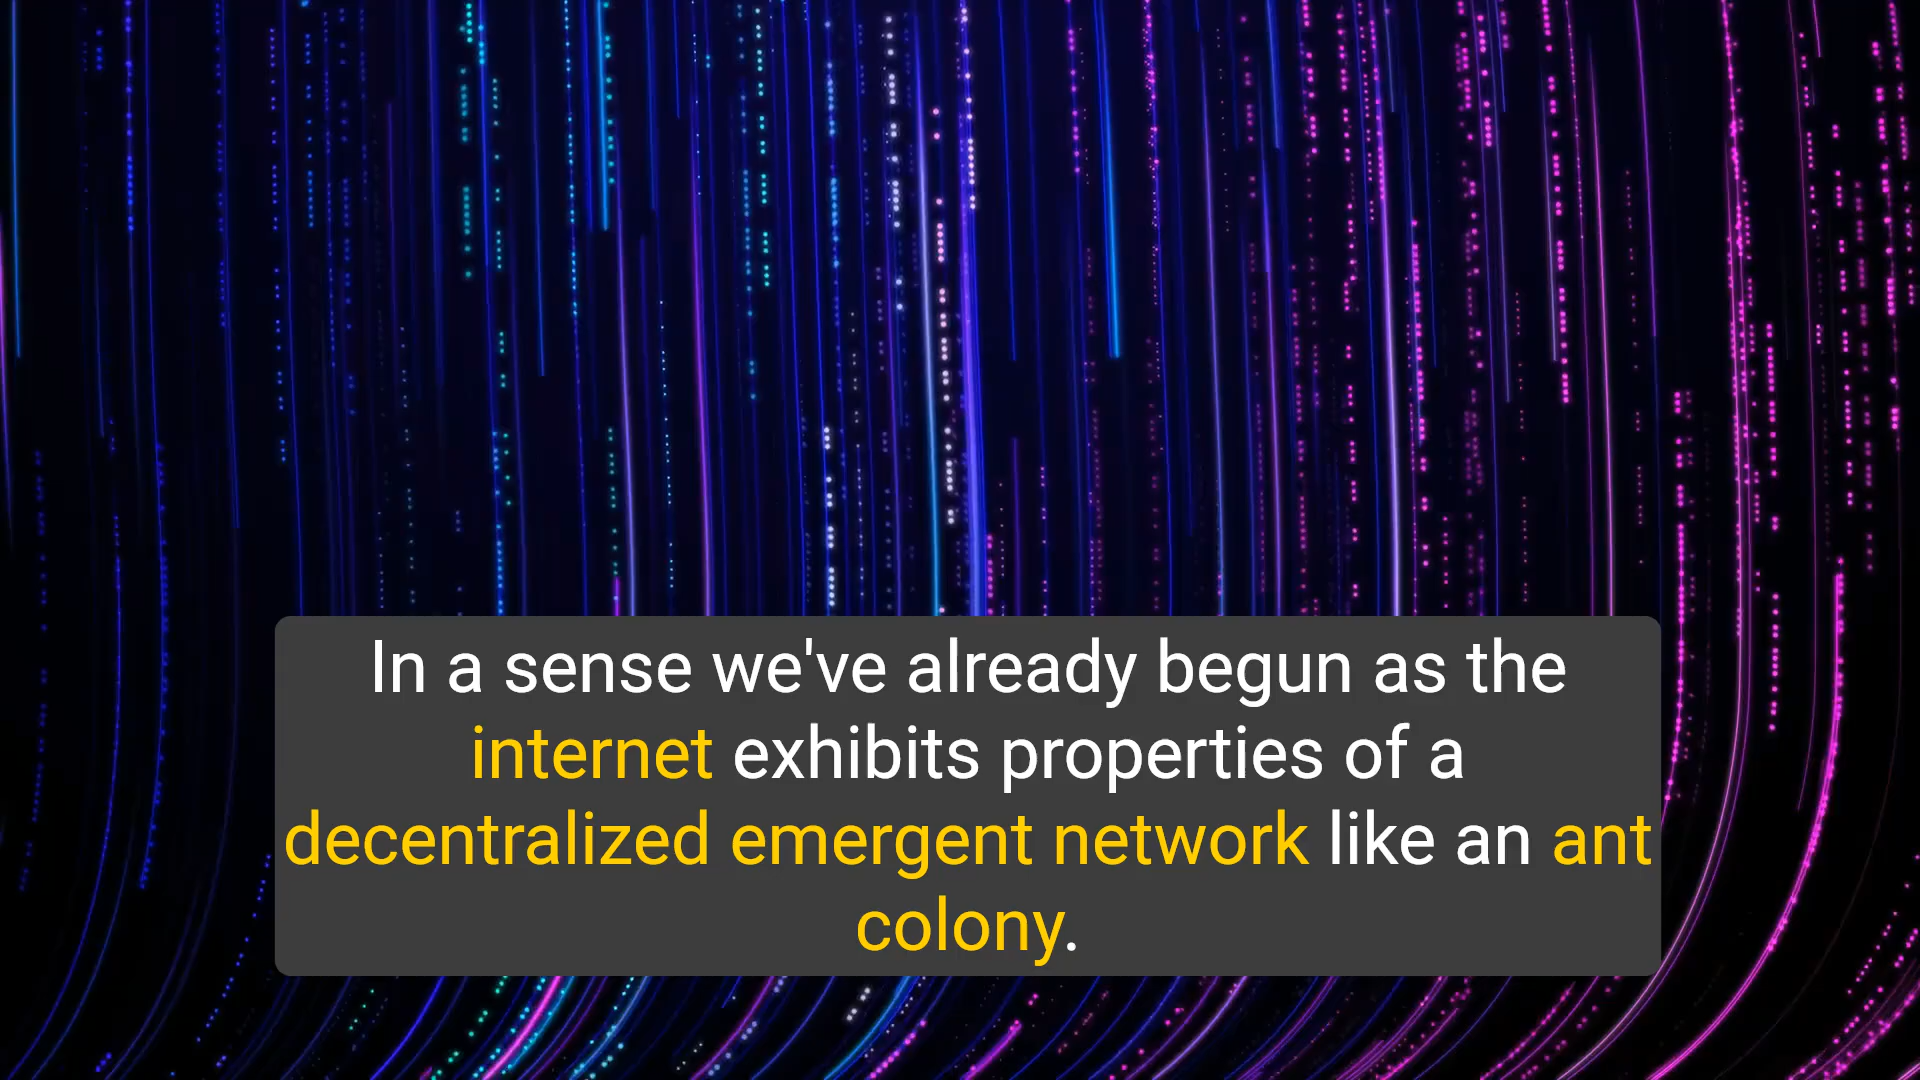 In a sense we've already begun as the
internet exhibits properties of a
decentralized emergent network like an ant
colony.